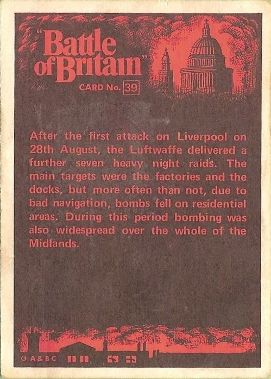 "Battle
of Britain"
CARD No. 39
After the first attack on Liverpool on
28th August, the Luftwaffe delivered a
further seven heavy night raids. The
main targets were the factories and the
docks, but more often than not, due to
bad navigation, bombs fell on residential
areas. During this period bombing was
also widespread over the whole of the
Midlands.
© A & BC